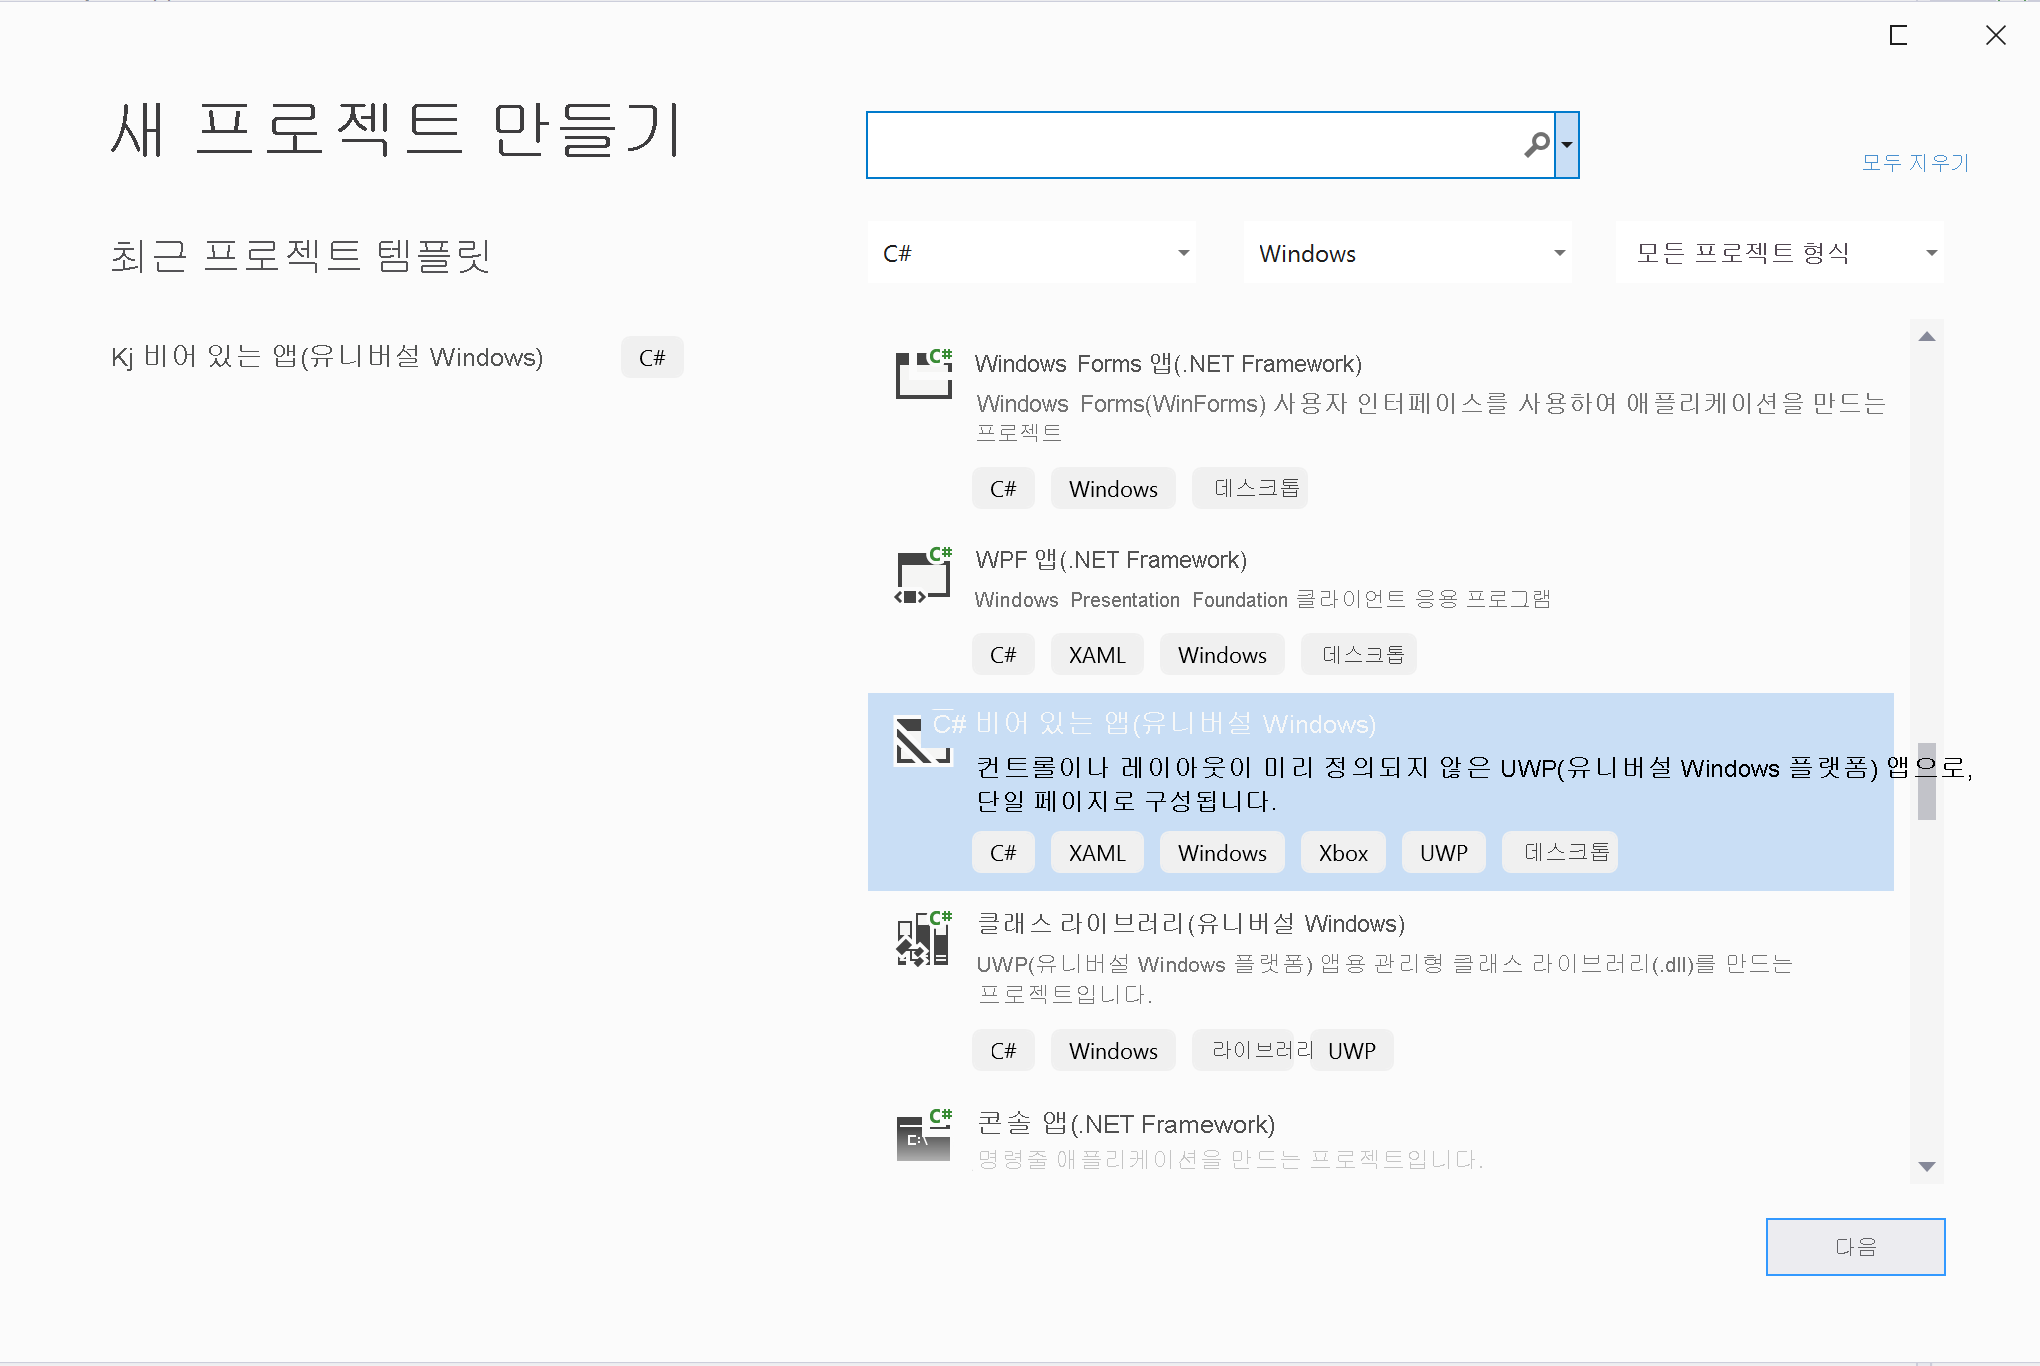 새 프로젝트 만들기
모두 지우기
최근 프로젝트 템플릿
C# Windows 모든 프로젝트 형식
Kj 비어 있는 앱(유니버설 Windows) C#
C# Windows Forms 앱(.NET Framework)
Windows Forms(WinForms) 사용자 인터페이스를 사용하여 애플리케이션을 만드는
프로젝트
C# Windows 데스크톱
C# WPF 앱(.NET Framework)
Windows Presentation Foundation 클라이언트 응용 프로그램
C# XAML Windows 데스크톱
C# 비어 있는 앱(유니버설 Windows)
컨트롤이나 레이아웃이 미리 정의되지 않은 UWP(유니버설 Windows 플랫폼) 앱으로,
단일 페이지로 구성됩니다.
C# XAML Windows Xbox UWP 데스크톱
C# 클래스 라이브러리(유니버설 Windows)
UWP(유니버설 Windows 플랫폼) 앱용 관리형 클래스 라이브러리(.dll)를 만드는
프로젝트입니다.
C# Windows 라이브러리 UWP
C# 콘솔 앱(.NET Framework)
C:\
명령줄 애플리케이션을 만드는 프로젝트입니다.
다음